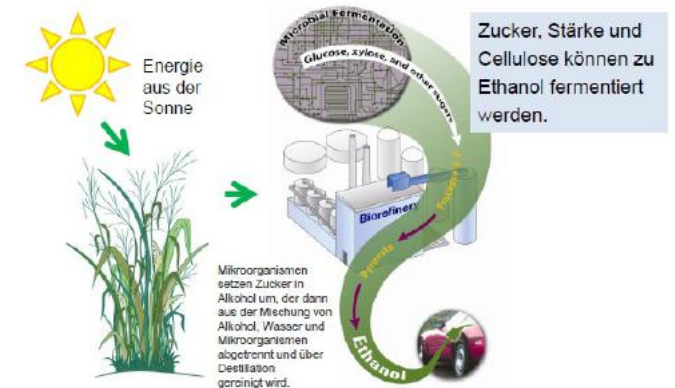 Energie
aus der
Sonne
Microbial Fermentation
Glucose, xylose, and other sugars
Zucker, Stärke und
Cellulose können zu
Ethanol fermentiert
werden.
Biorefinery
Pyruvate
Ethanol
Mikroorganismen
setzen Zucker in
Alkohol um, der dann
aus der Mischung von
Alkohol, Wasser und
Mikroorganismen
abgetrennt und über
Destillation
gereinigt wird.